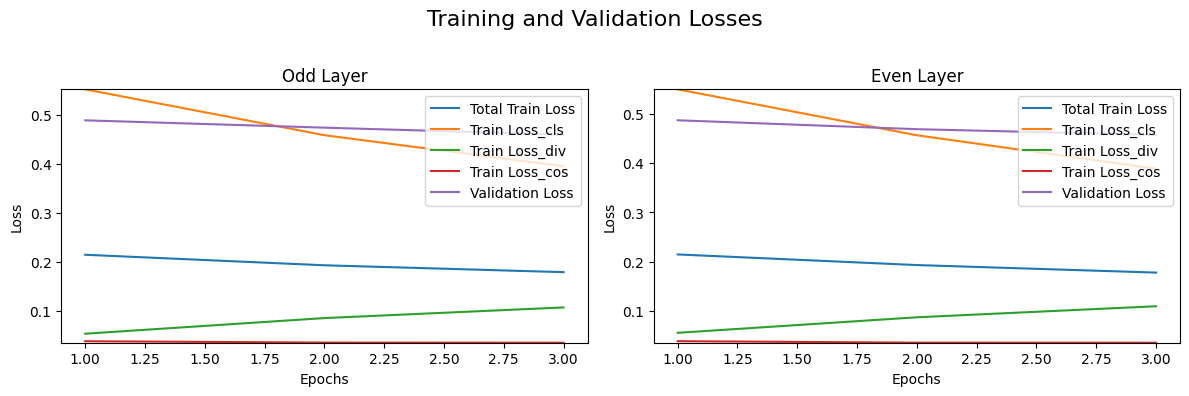 Training and Validation Losses
Odd Layer
Loss
0.5
0.4
0.3
0.2
0.1
Total Train Loss
Train Loss_cls
Train Loss_div
Train Loss_cos
Validation Loss
1.00 1.25 1.50 1.75 2.00 2.25 2.50 2.75 3.00
Epochs
Even Layer
Loss
0.5
0.4
0.3
0.2
0.1
Total Train Loss
Train Loss_cls
Train Loss_div
Train Loss_cos
Validation Loss
1.00 1.25 1.50 1.75 2.00 2.25 2.50 2.75 3.00
Epochs